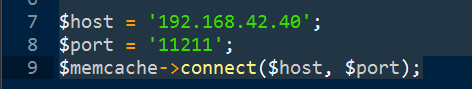 7 $host = '192.168.42.40';
8 $port = '11211';
9 $memcache->connect($host, $port);